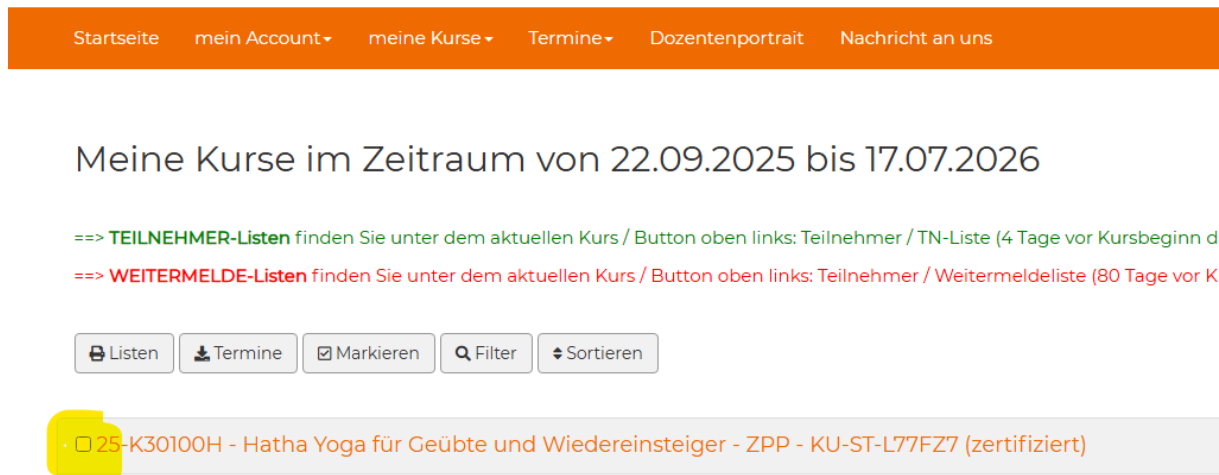 Startseite mein Account meine Kurse Termine Dozentenportrait Nachricht an uns
Meine Kurse im Zeitraum von 22.09.2025 bis 17.07.2026
==> TEILNEHMER-Listen finden Sie unter dem aktuellen Kurs / Button oben links: Teilnehmer / TN-Liste (4 Tage vor Kursbeginn d
==> WEITERMELDE-Listen finden Sie unter dem aktuellen Kurs / Button oben links: Teilnehmer / Weitermeldeliste (80 Tage vor K
Listen Termine Markieren Filter Sortieren
25-K30100H - Hatha Yoga für Geübte und Wiedereinsteiger - ZPP - KU-ST-L77FZ7 (zertifiziert)